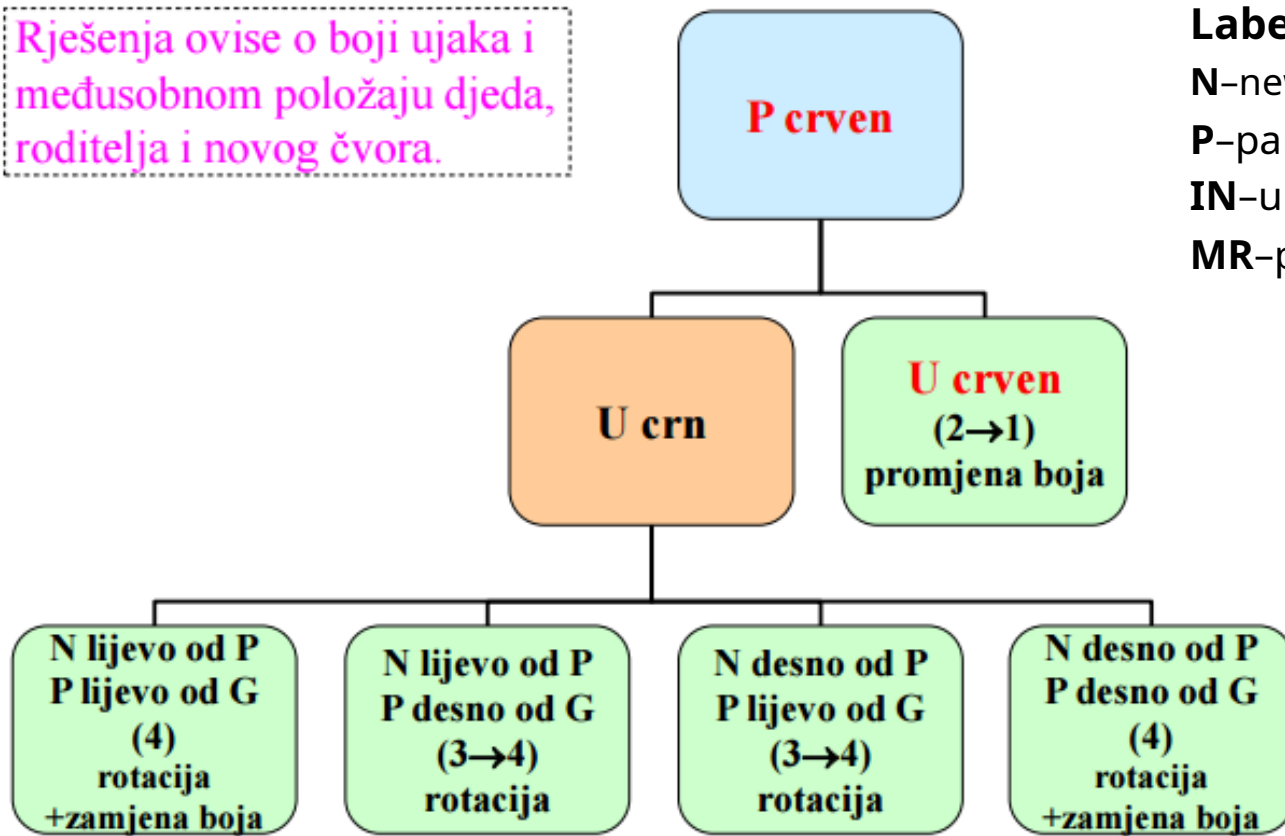 Rješenja ovise o boji ujaka i
međusobnom položaju djeda,
roditelja i novog čvora.
P crven
N–
P–
IN–
MR–
U crn
U crven
(2→1)
promjena boja
N lijevo od P
P lijevo od G
(4)
rotacija
+zamjena boja
N lijevo od P
P desno od G
(3→4)
rotacija
N desno od P
P lijevo od G
(3→4)
rotacija
N desno od P
P desno od G
(4)
rotacija
+zamjena boja